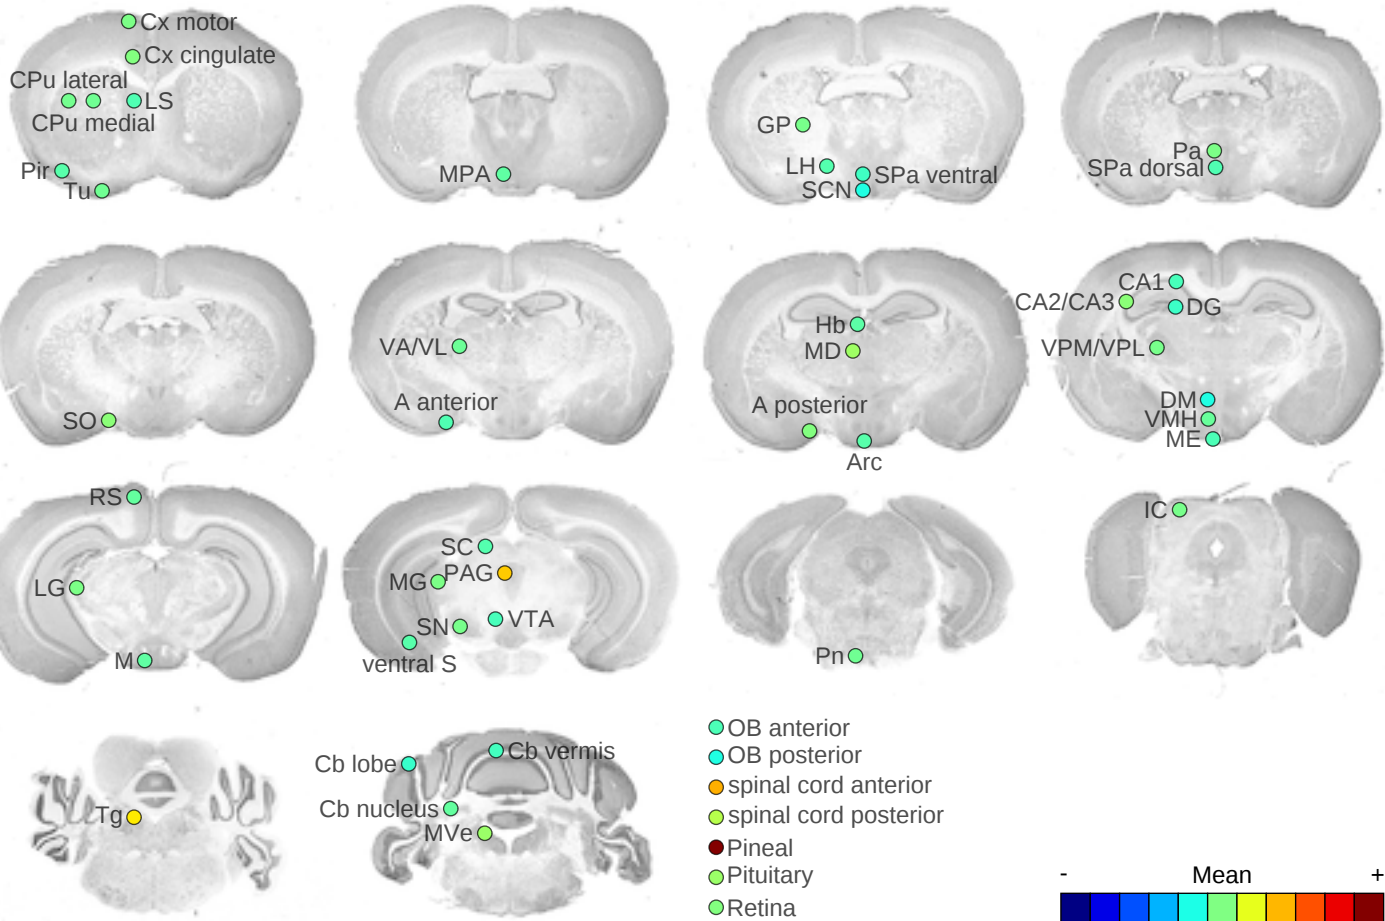 Cx motor
Cx cingulate
CPu lateral
LS
CPu medial
Pir
Tu
MPA
GP
LH
SPa ventral
SCN
Pa
SPa dorsal
SO
VA/VL
A anterior
Hb
MD
A posterior
Arc
CA1
CA2/CA3
DG
VPM/VPL
DM
VMH
ME
RS
LG
M
SC
PAG
MG
SN
VTA
ventral S
Pn
IC
Tg
Cb lobe
Cb vermis
Cb nucleus
MVe
OB anterior
OB posterior
spinal cord anterior
spinal cord posterior
Pineal
Pituitary
Retina
- Mean +